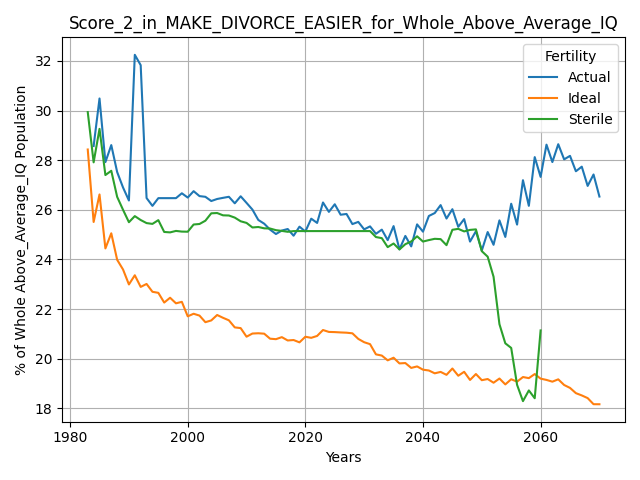 Score_2_in_MAKE_DIVORCE_EASIER_for_Whole_Above_Average_IQ
Fertility
Actual
Ideal
Sterile
% of Whole Above_Average_IQ Population
32
30
28
26
24
22
20
18
1980
2000
2020
2040
2060
Years